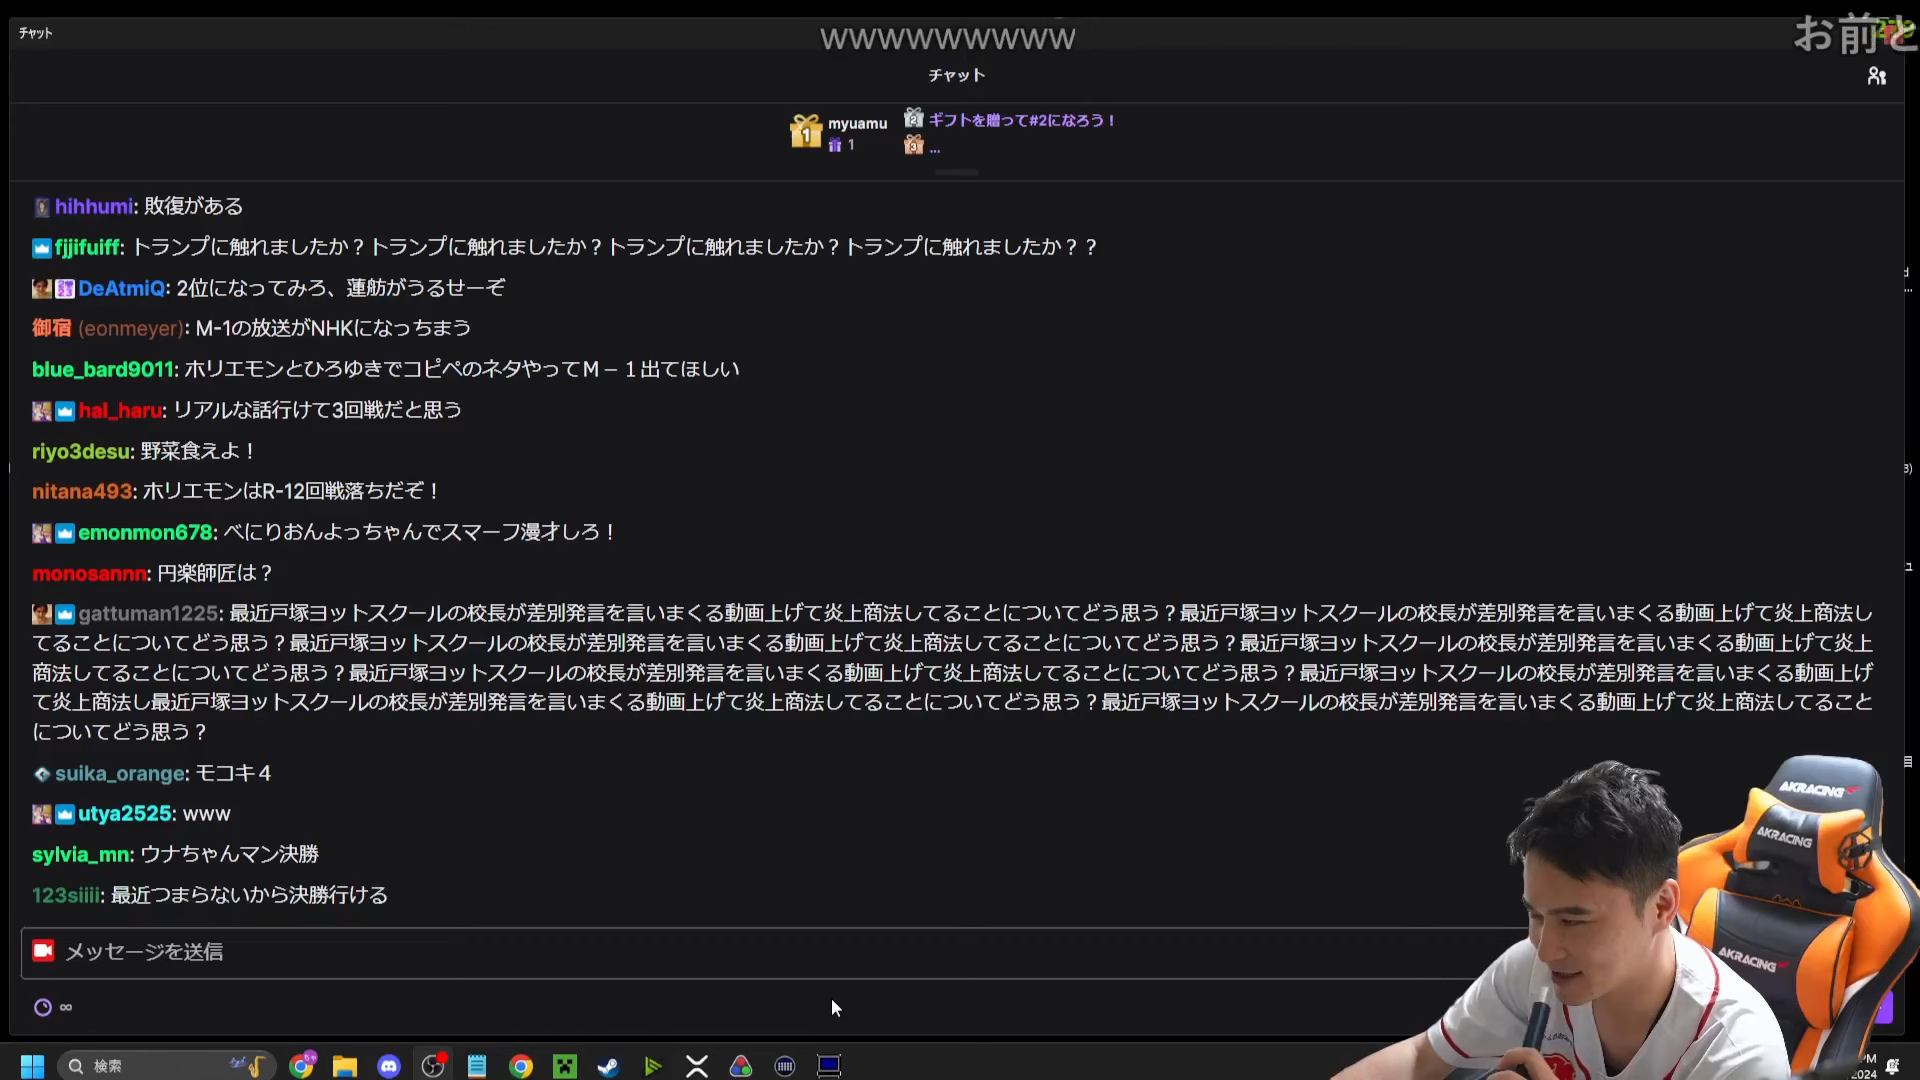 チャット
wwwwwwwww
お前と
チャット
1
myuamu
1
2
ギフトを贈って#2になろう！
3
...
hihhumi: 敗復がある
fjjifuiff: トランプに触れましたか？トランプに触れましたか？トランプに触れましたか？トランプに触れましたか？？
DeAtmiQ: 2位になってみろ、蓮舫がうるせーぞ
御宿 (eonmeyer): M-1の放送がNHKになっちまう
blue_bard9011: ホリエモンとひろゆきでコピペのネタやってＭ－１出てほしい
hal_haru: リアルな話行けて3回戦だと思う
riyo3desu: 野菜食えよ！
nitana493: ホリエモンはR-12回戦落ちだぞ！
emonmon678: べにりおんよっちゃんでスマーフ漫才しろ！
monosannn: 円楽師匠は？
gattuman1225: 最近戸塚ヨットスクールの校長が差別発言を言いまくる動画上げて炎上商法してることについてどう思う？最近戸塚ヨットスクールの校長が差別発言を言いまくる動画上げて炎上商法し
てることについてどう思う？最近戸塚ヨットスクールの校長が差別発言を言いまくる動画上げて炎上商法してることについてどう思う？最近戸塚ヨットスクールの校長が差別発言を言いまくる動画上げて炎上
商法してることについてどう思う？最近戸塚ヨットスクールの校長が差別発言を言いまくる動画上げて炎上商法してることについてどう思う？最近戸塚ヨットスクールの校長が差別発言を言いまくる動画上げ
て炎上商法し最近戸塚ヨットスクールの校長が差別発言を言いまくる動画上げて炎上商法してることについてどう思う？最近戸塚ヨットスクールの校長が差別発言を言いまくる動画上げて炎上商法してること
についてどう思う？
suika_orange: モコキ４
utya2525: www
sylvia_mn: ウナちゃんマン決勝
123siiii: 最近つまらないから決勝行ける
メッセージを送信
∞
AKRACING
AKRACING
AKRACING
検索
PM
2024